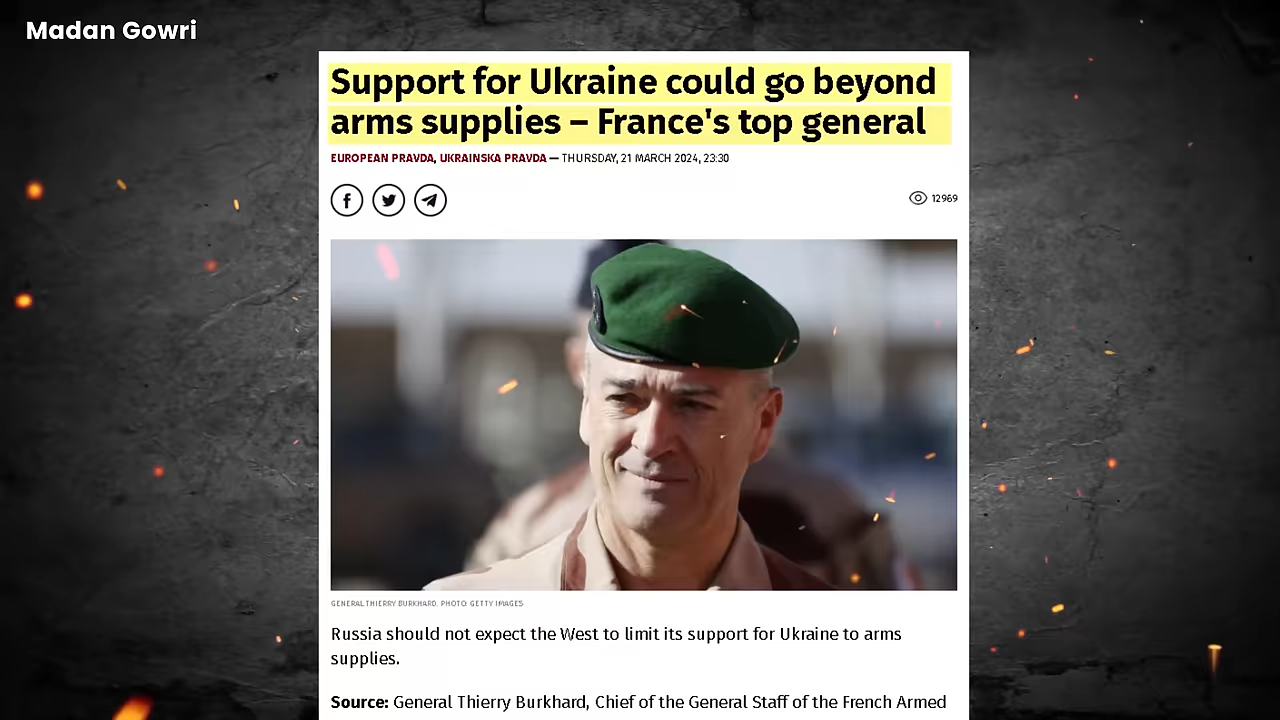 Madan Gowri
Support for Ukraine could go beyond
arms supplies – France's top general
EUROPEAN PRAVDA, UKRAINSKA PRAVDA — THURSDAY, 21 MARCH 2024, 23:30
12969
GENERAL THIERRY BURKHARD. PHOTO: GETTY IMAGES
Russia should not expect the West to limit its support for Ukraine to arms
supplies.
Source: General Thierry Burkhard, Chief of the General Staff of the French Armed